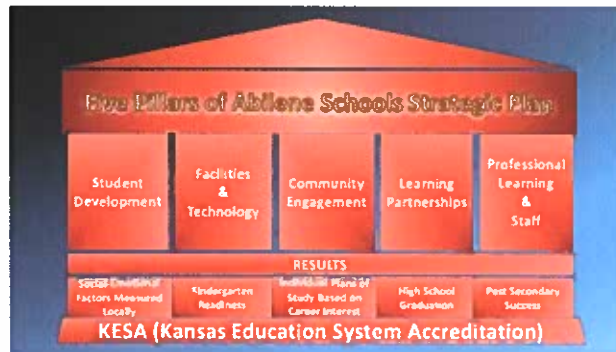 Five Pillars of Abilene Schools Strategic Plan
Student
Development
Facilities
&
Technology
Community
Engagement
Learning
Partnerships
Professional
Learning
&
Staff
RESULTS
Social-Emotional
Factors Measured
Locally
Kindergarten
Readiness
Individual Plans of
Study Based on
Career Interest
High School
Graduation
Post Secondary
Success
KESA (Kansas Education System Accreditation)